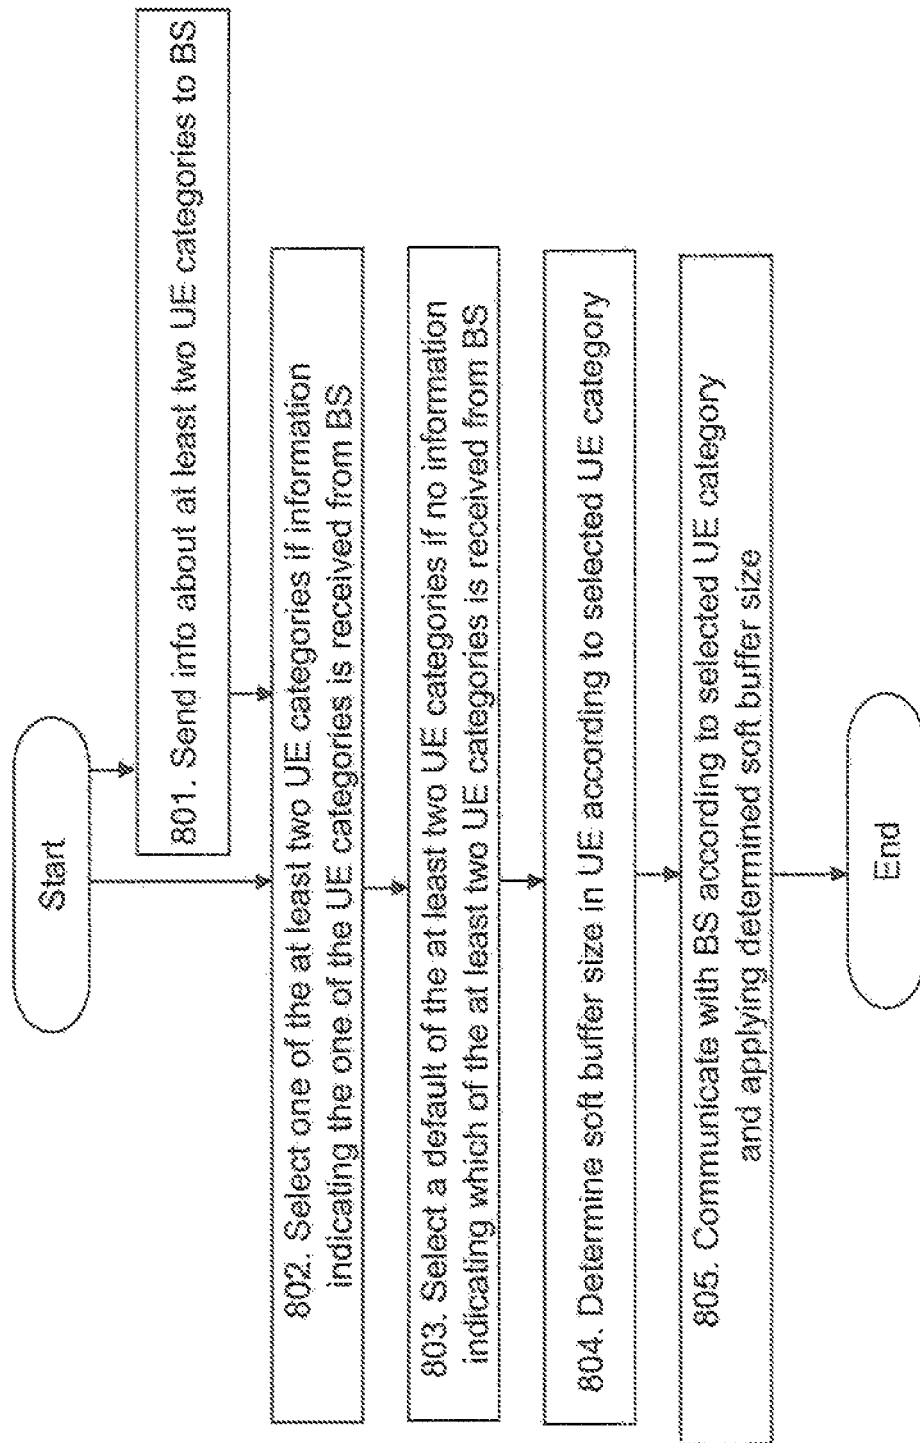 Start
801. Send info about at least two UE categories to BS
802. Select one of the at least two UE categories if information
indicating the one of the UE categories is received from BS
803. Select a default of the at least two UE categories if no information
indicating which of the at least two UE categories is received from BS
804. Determine soft buffer size in UE according to selected UE category
805. Communicate with BS according to selected UE category
and applying determined soft buffer size
End